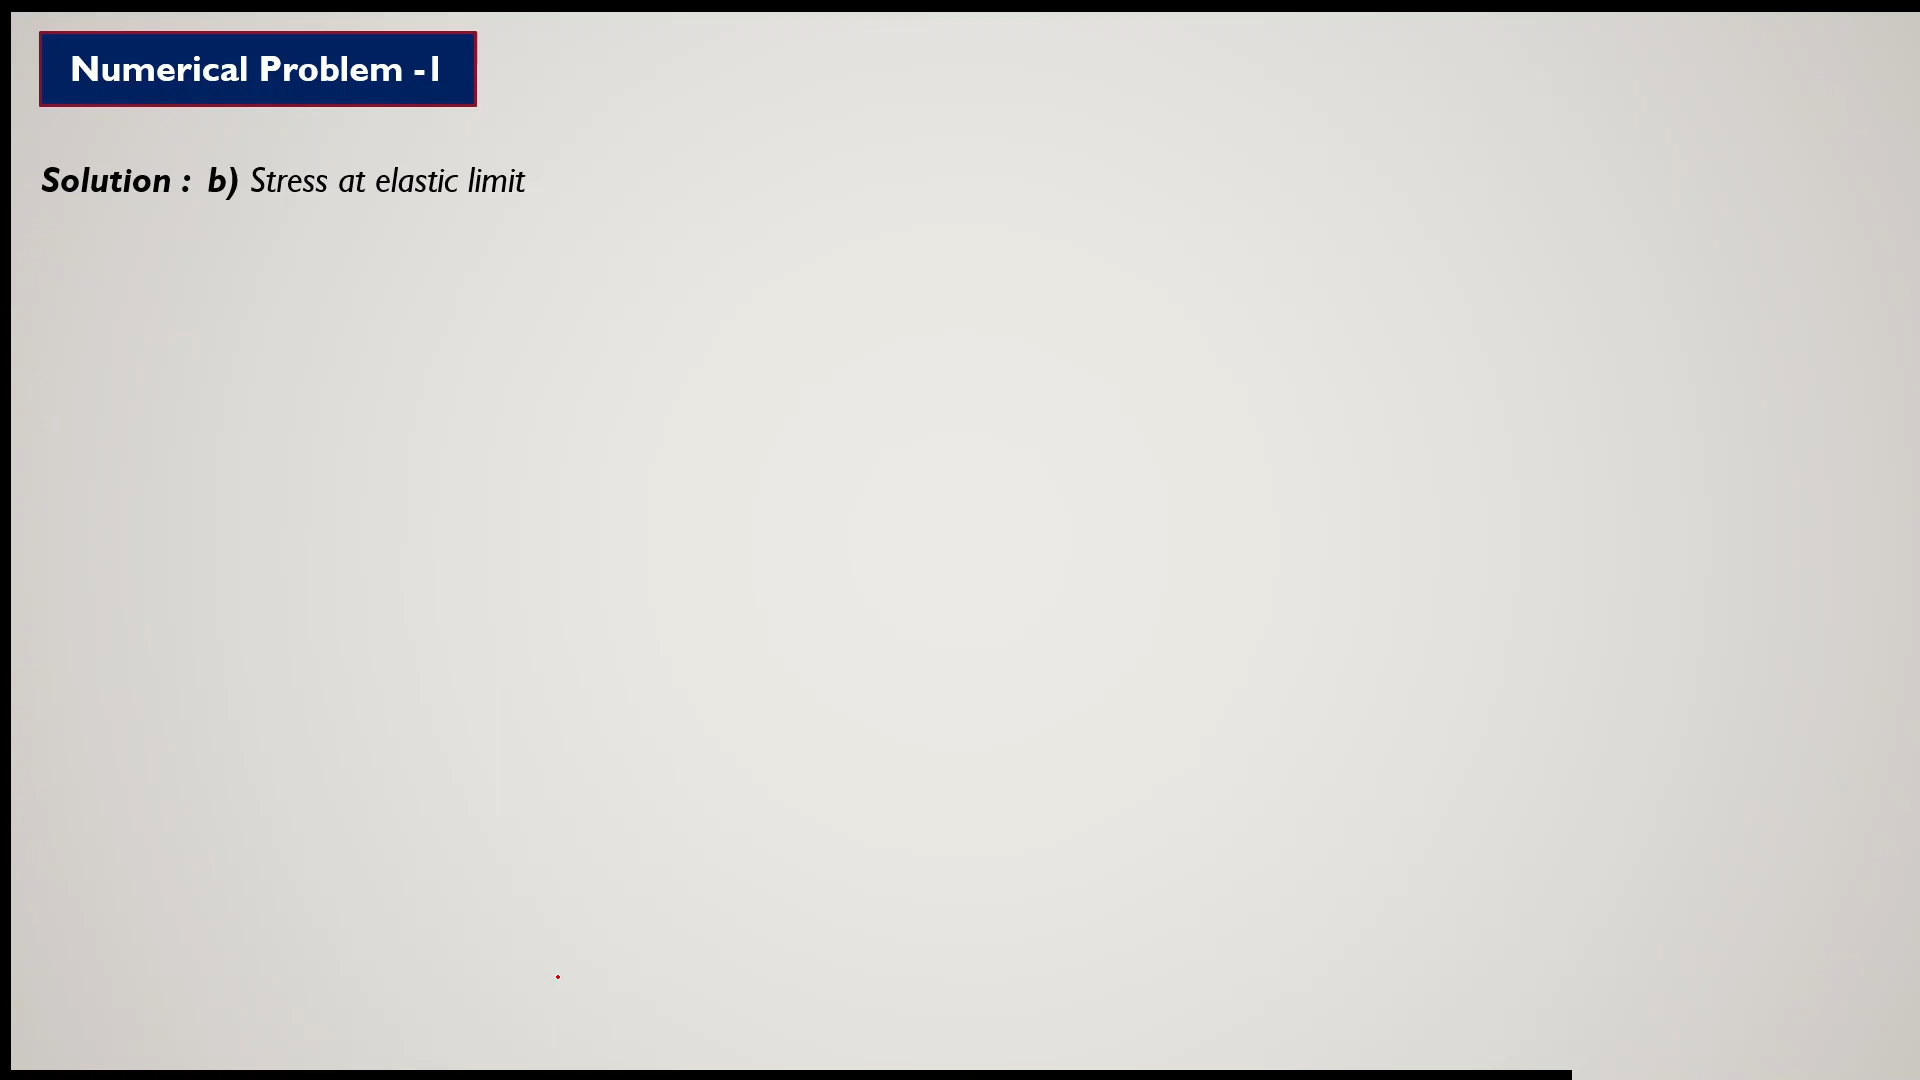 Numerical Problem -1
Solution : b) Stress at elastic limit